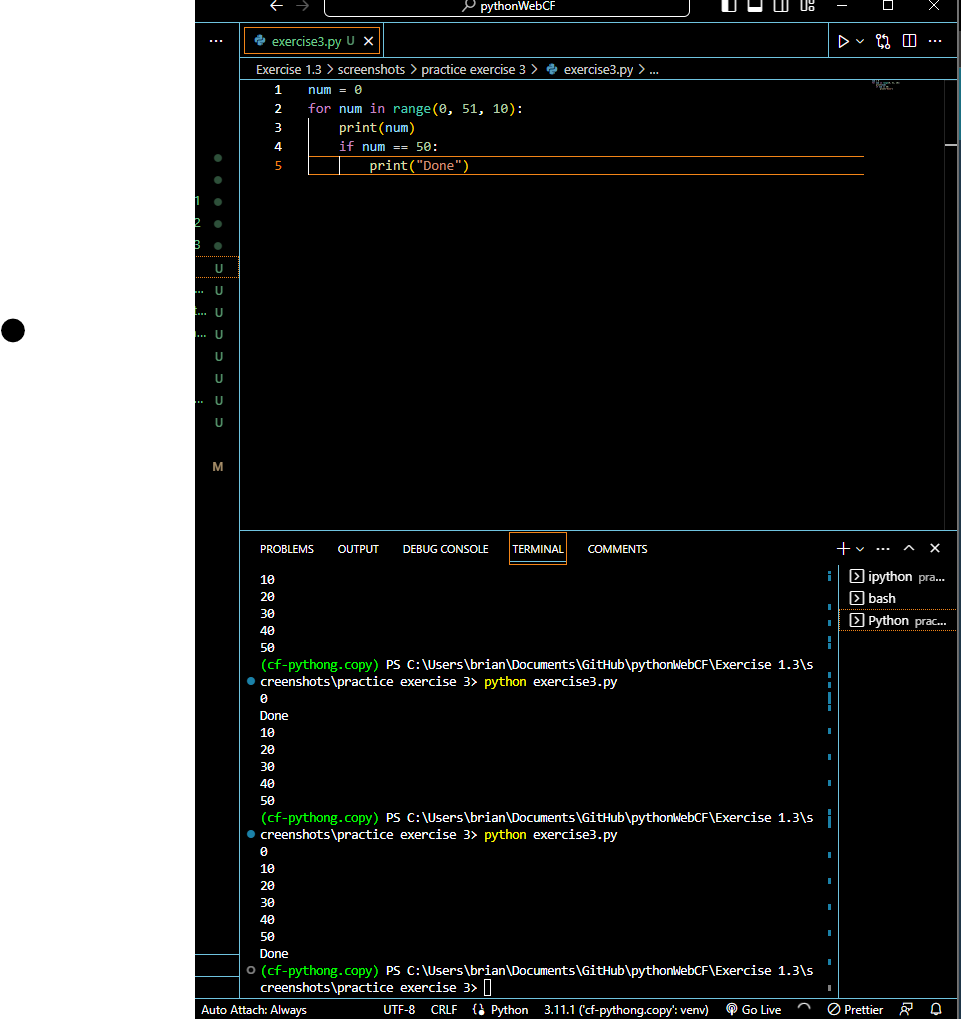 pythonWebCF
exercise3.py U
Exercise 1.3 > screenshots > practice exercise 3 > exercise3.py > ...
1 num = 0
2 for num in range(0, 51, 10):
3 print(num)
4 if num == 50:
5 print("Done")
1
2
3
U
... U
U
U
U
U
... U
U
M
PROBLEMS OUTPUT DEBUG CONSOLE TERMINAL COMMENTS
ipython pra...
bash
Python prac...
10
20
30
40
50
(cf-pythong.copy) PS C:\Users\brian\Documents\GitHub\pythonWebCF\Exercise 1.3\s
creenshots\practice exercise 3> python exercise3.py
0
Done
10
20
30
40
50
(cf-pythong.copy) PS C:\Users\brian\Documents\GitHub\pythonWebCF\Exercise 1.3\s
creenshots\practice exercise 3> python exercise3.py
0
10
20
30
40
50
Done
(cf-pythong.copy) PS C:\Users\brian\Documents\GitHub\pythonWebCF\Exercise 1.3\s
creenshots\practice exercise 3>
Auto Attach: Always UTF-8 CRLF Python 3.11.1 ('cf-pythong.copy': venv) Go Live Prettier